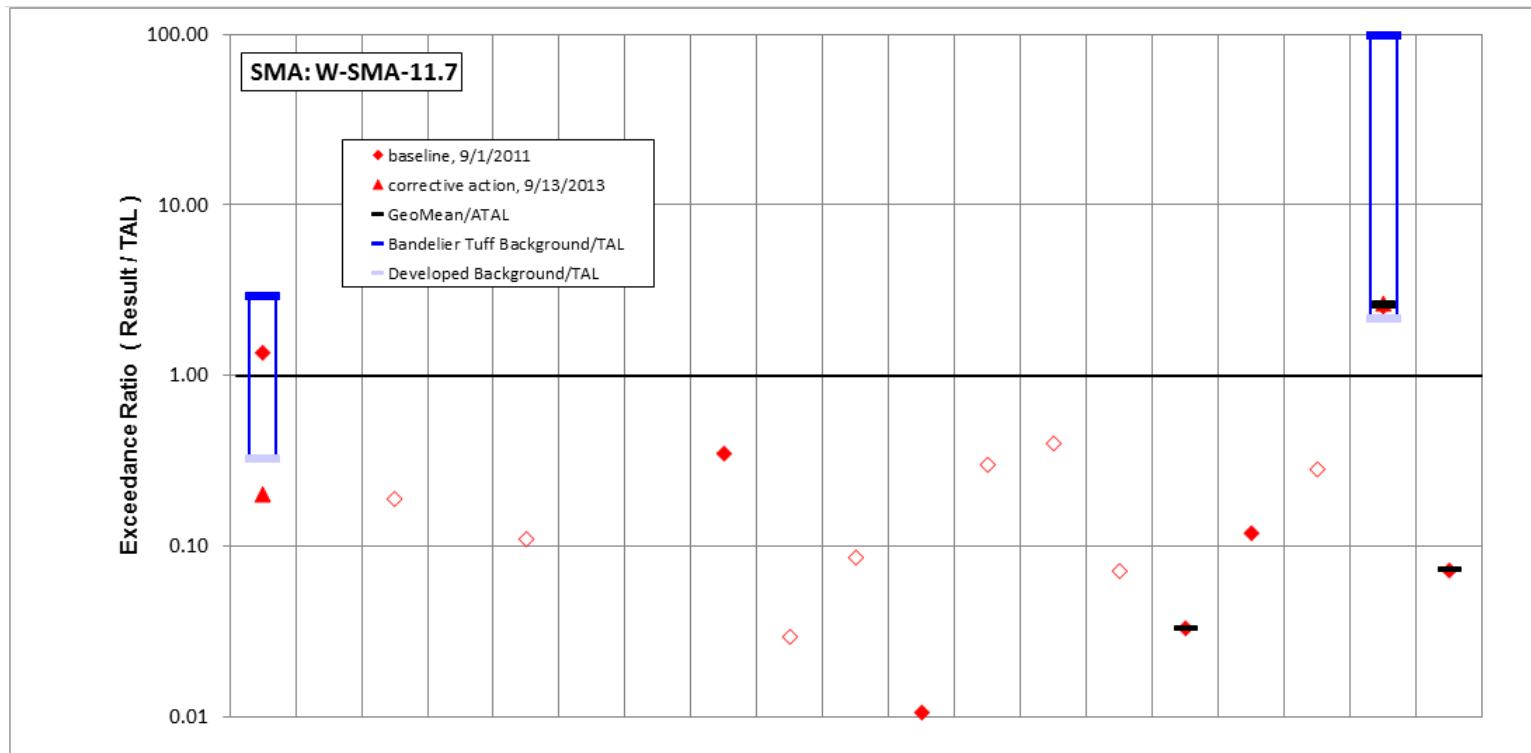 100.00
SMA: W-SMA-11.7
baseline, 9/1/2011
corrective action, 9/13/2013
GeoMean/ATAL
Bandelier Tuff Background/TAL
Developed Background/TAL
10.00
1.00
0.10
0.01
Exceedance Ratio ( Result / TAL )